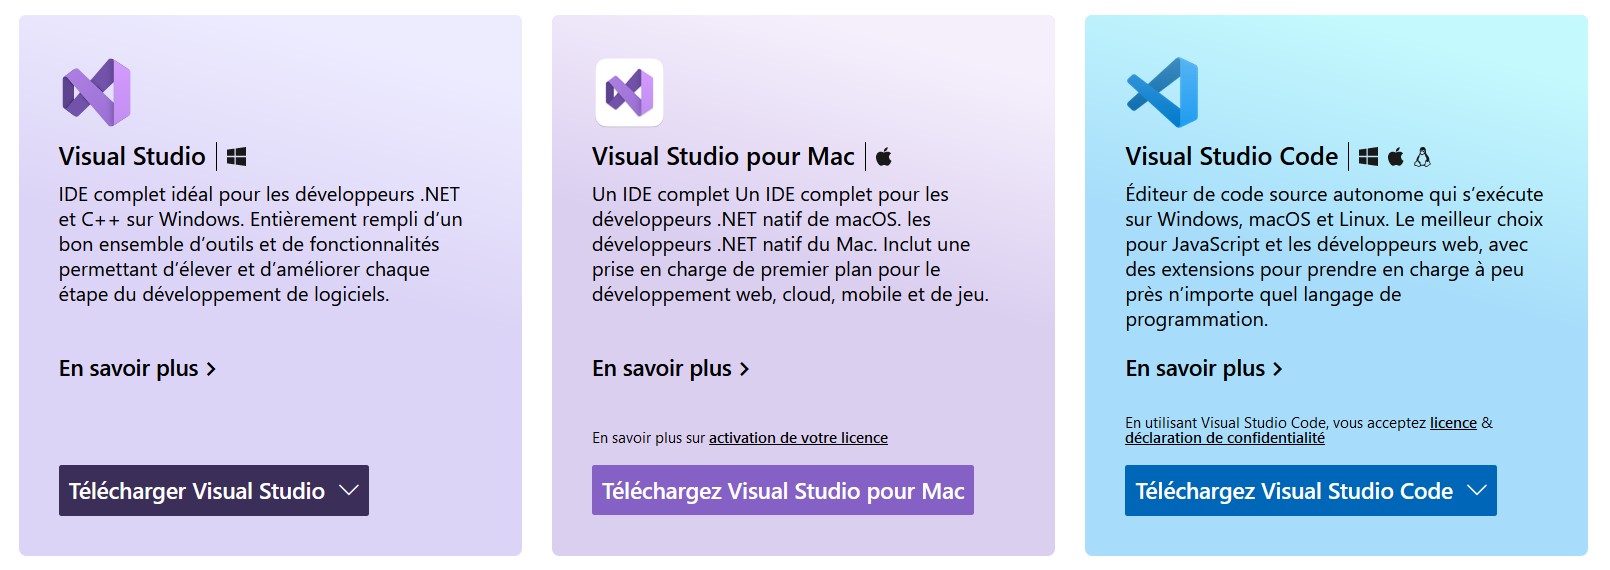 Visual Studio
IDE complet idéal pour les développeurs .NET
et C++ sur Windows. Entièrement rempli d’un
bon ensemble d’outils et de fonctionnalités
permettant d’élever et d’améliorer chaque
étape du développement de logiciels.
En savoir plus
Télécharger Visual Studio
Visual Studio pour Mac
Un IDE complet Un IDE complet pour les
développeurs .NET natif de macOS. les
développeurs .NET natif du Mac. Inclut une
prise en charge de premier plan pour le
développement web, cloud, mobile et de jeu.
En savoir plus
En savoir plus sur activation de votre licence
Téléchargez Visual Studio pour Mac
Visual Studio Code
Éditeur de code source autonome qui s’exécute
sur Windows, macOS et Linux. Le meilleur choix
pour JavaScript et les développeurs web, avec
des extensions pour prendre en charge à peu
près n’importe quel langage de
programmation.
En savoir plus
En utilisant Visual Studio Code, vous acceptez licence &
déclaration de confidentialité
Téléchargez Visual Studio Code